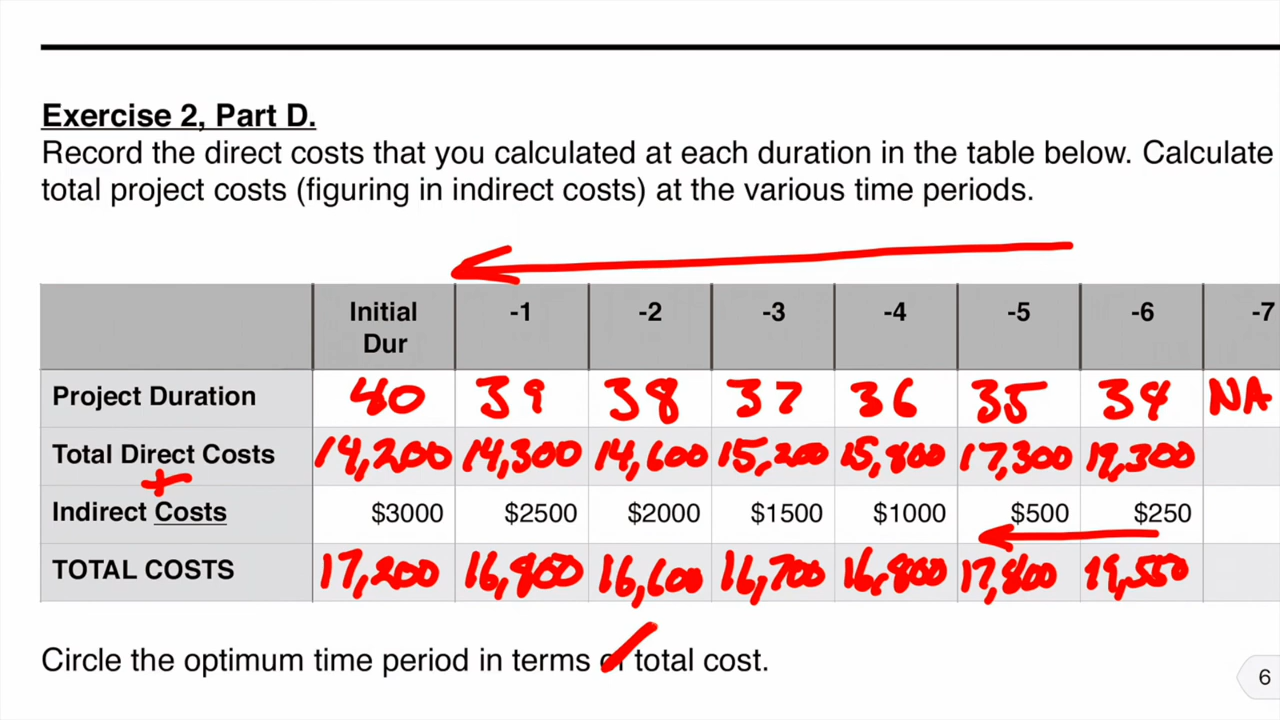 Exercise 2, Part D.
Record the direct costs that you calculated at each duration in the table below. Calculate
total project costs (figuring in indirect costs) at the various time periods.
Initial Dur -1 -2 -3 -4 -5 -6 -7
Project Duration 40 39 38 37 36 35 34 NA
Total Direct Costs 14,200 14,300 14,600 15,200 15,800 17,300 19,300
+
Indirect Costs $3000 $2500 $2000 $1500 $1000 $500 $250
TOTAL COSTS 17,200 16,800 16,600 16,700 16,800 17,800 19,550
Circle the optimum time period in terms of total cost.
6